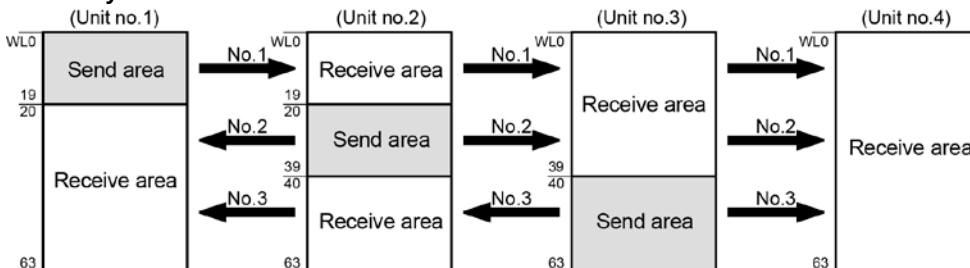 (Unit no.1) (Unit no.2) (Unit no.3) (Unit no.4)
WL0 WL0 WL0 WL0
No.1 No.1 No.1
Send area Receive area
19 19
20 20
Receive area
No.2 No.2 No.2
Send area Receive area
39 39
40 40
Receive area
No.3 No.3 No.3
Receive area Send area
63 63 63